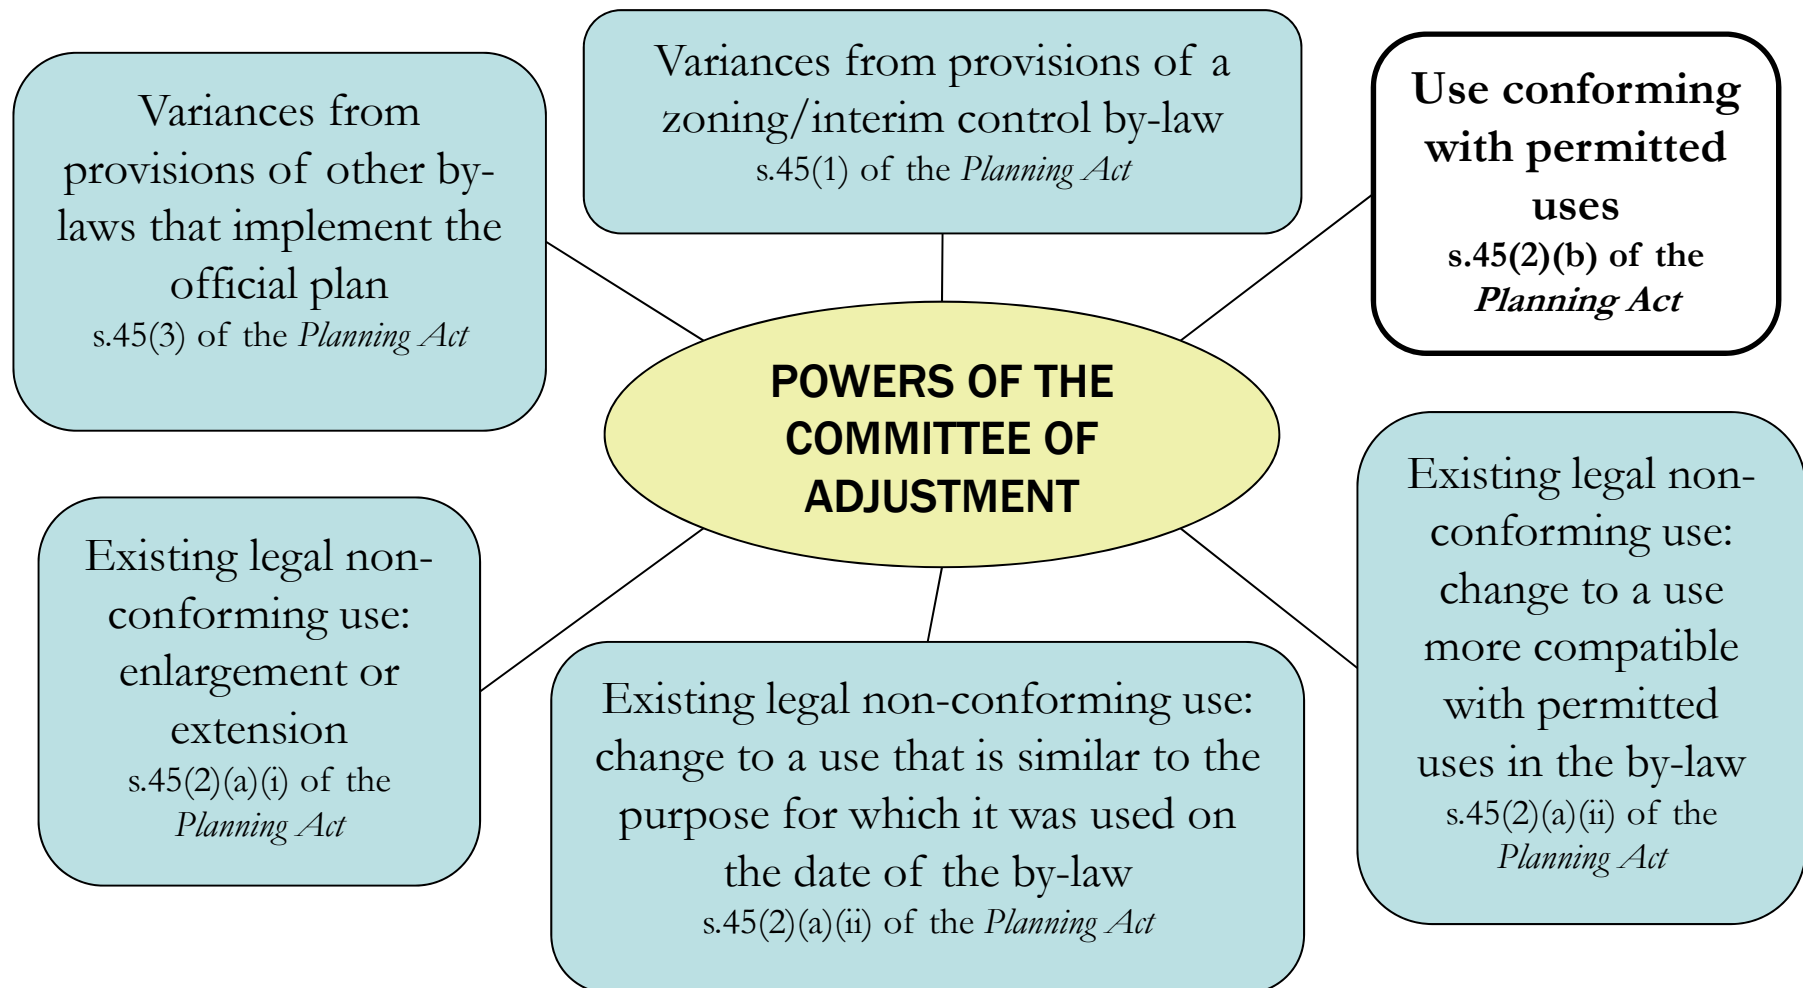 Variances from
provisions of other by-
laws that implement the
official plan
s.45(3) of the Planning Act
Variances from provisions of a
zoning/interim control by-law
s.45(1) of the Planning Act
Use conforming
with permitted
uses
s.45(2)(b) of the
Planning Act
POWERS OF THE
COMMITTEE OF
ADJUSTMENT
Existing legal non-
conforming use:
enlargement or
extension
s.45(2)(a)(i) of the
Planning Act
Existing legal non-conforming use:
change to a use that is similar to the
purpose for which it was used on
the date of the by-law
s.45(2)(a)(ii) of the Planning Act
Existing legal non-
conforming use:
change to a use
more compatible
with permitted
uses in the by-law
s.45(2)(a)(ii) of the
Planning Act